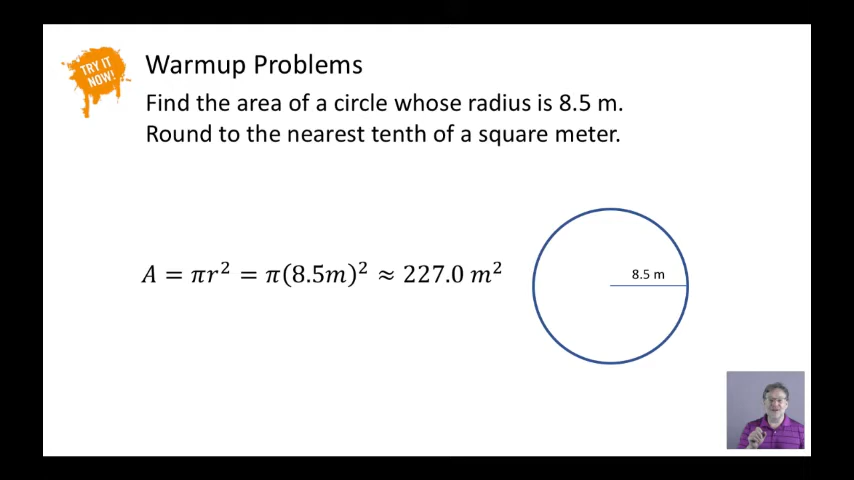 TRY IT
NOW!
Warmup Problems
Find the area of a circle whose radius is 8.5 m.
Round to the nearest tenth of a square meter.
𝐴 = 𝜋𝑟² = 𝜋(8.5𝑚)² ≈ 227.0 𝑚²
8.5 m